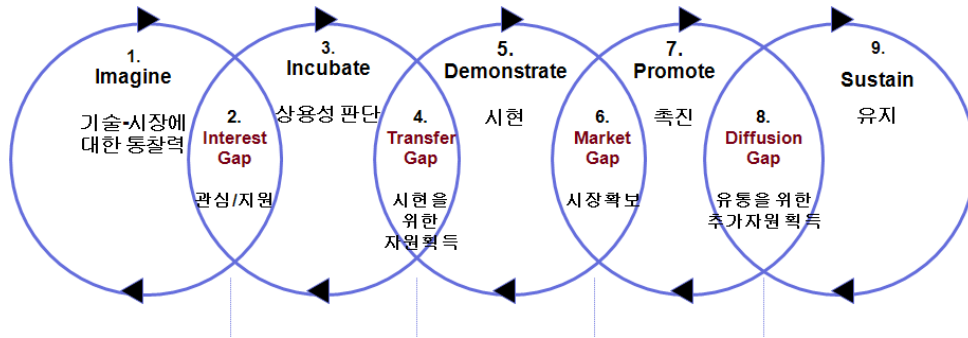 1.
Imagine
기술-시장에
대한 통찰력
2.
Interest
Gap
관심/지원
3.
Incubate
상용성 판단
4.
Transfer
Gap
시현을
위한
자원획득
5.
Demonstrate
시현
6.
Market
Gap
시장확보
7.
Promote
촉진
8.
Diffusion
Gap
유통을 위한
추가자원 획득
9.
Sustain
유지